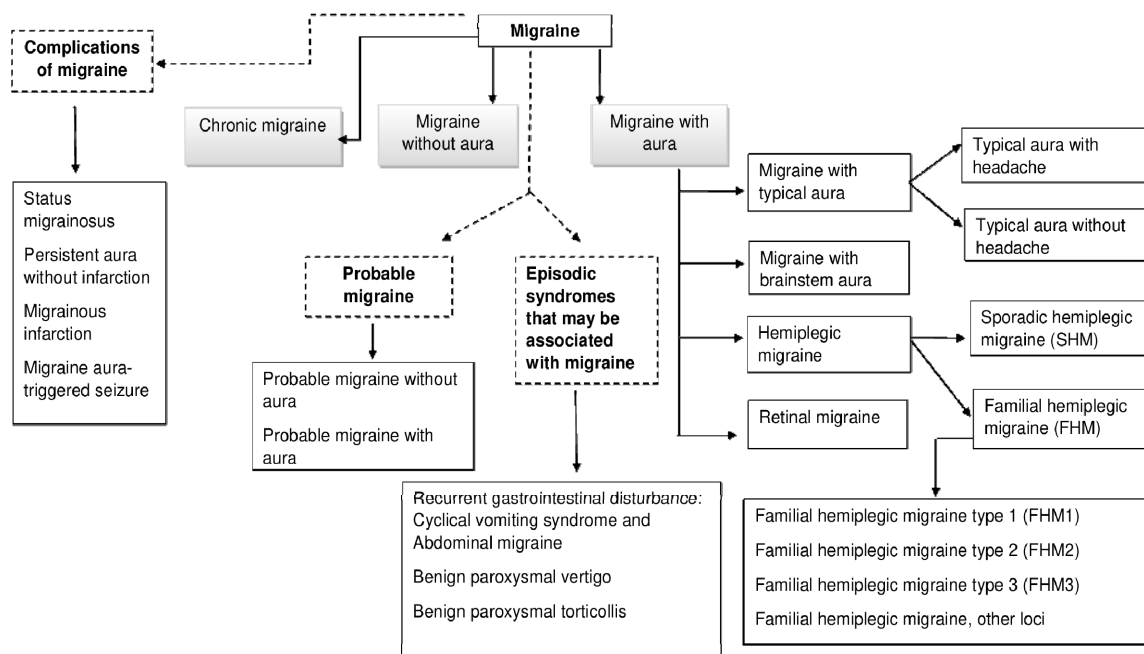 Migraine
Complications
of migraine
Chronic migraine
Migraine
without aura
Migraine with
aura
Status
migrainosus
Persistent aura
without infarction
Migrainous
infarction
Migraine aura-
triggered seizure
Probable
migraine
Probable migraine without
aura
Probable migraine with
aura
Episodic
syndromes
that may be
associated
with migraine
Recurrent gastrointestinal disturbance:
Cyclical vomiting syndrome and
Abdominal migraine
Benign paroxysmal vertigo
Benign paroxysmal torticollis
Migraine with
typical aura
Typical aura with
headache
Typical aura without
headache
Migraine with
brainstem aura
Hemiplegic
migraine
Sporadic hemiplegic
migraine (SHM)
Familial hemiplegic
migraine (FHM)
Retinal migraine
Familial hemiplegic migraine type 1 (FHM1)
Familial hemiplegic migraine type 2 (FHM2)
Familial hemiplegic migraine type 3 (FHM3)
Familial hemiplegic migraine, other loci